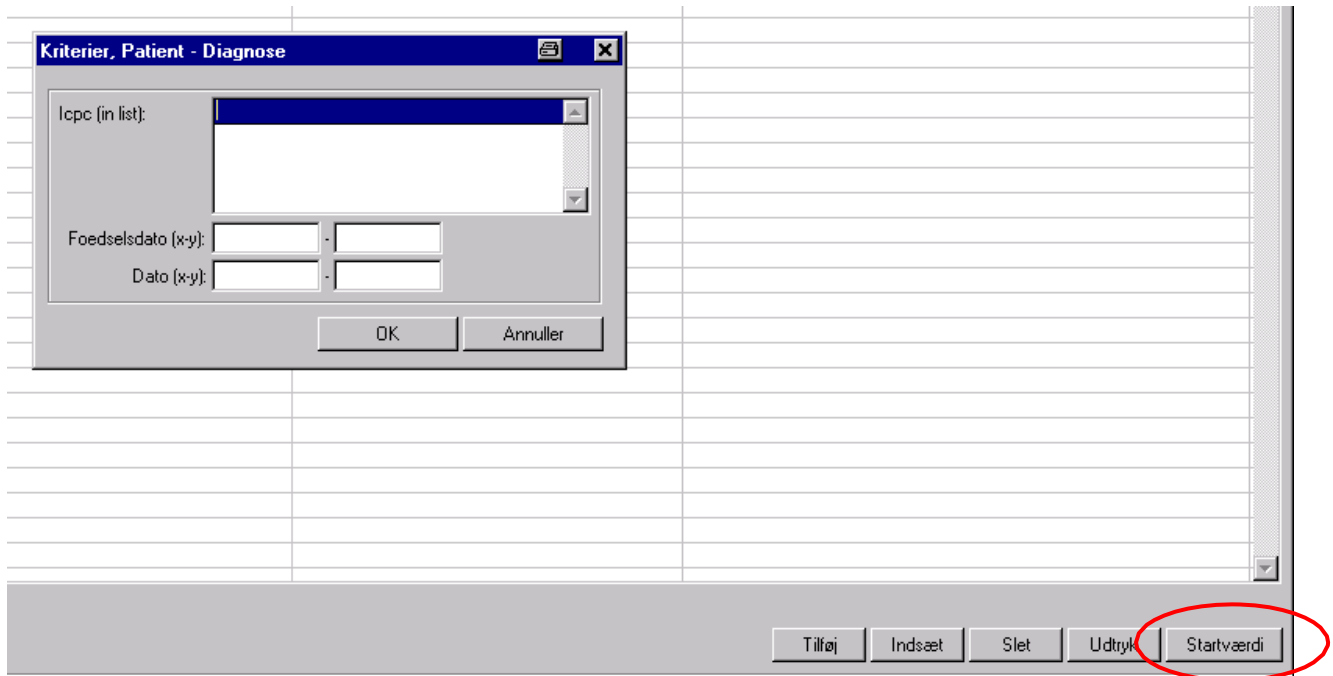 Kriterier, Patient - Diagnose
Icpc (in list):
Foedselsdato (x-y): -
Dato (x-y): -
OK Annuller
Tilføj Indsæt Slet Udtryk Startværdi